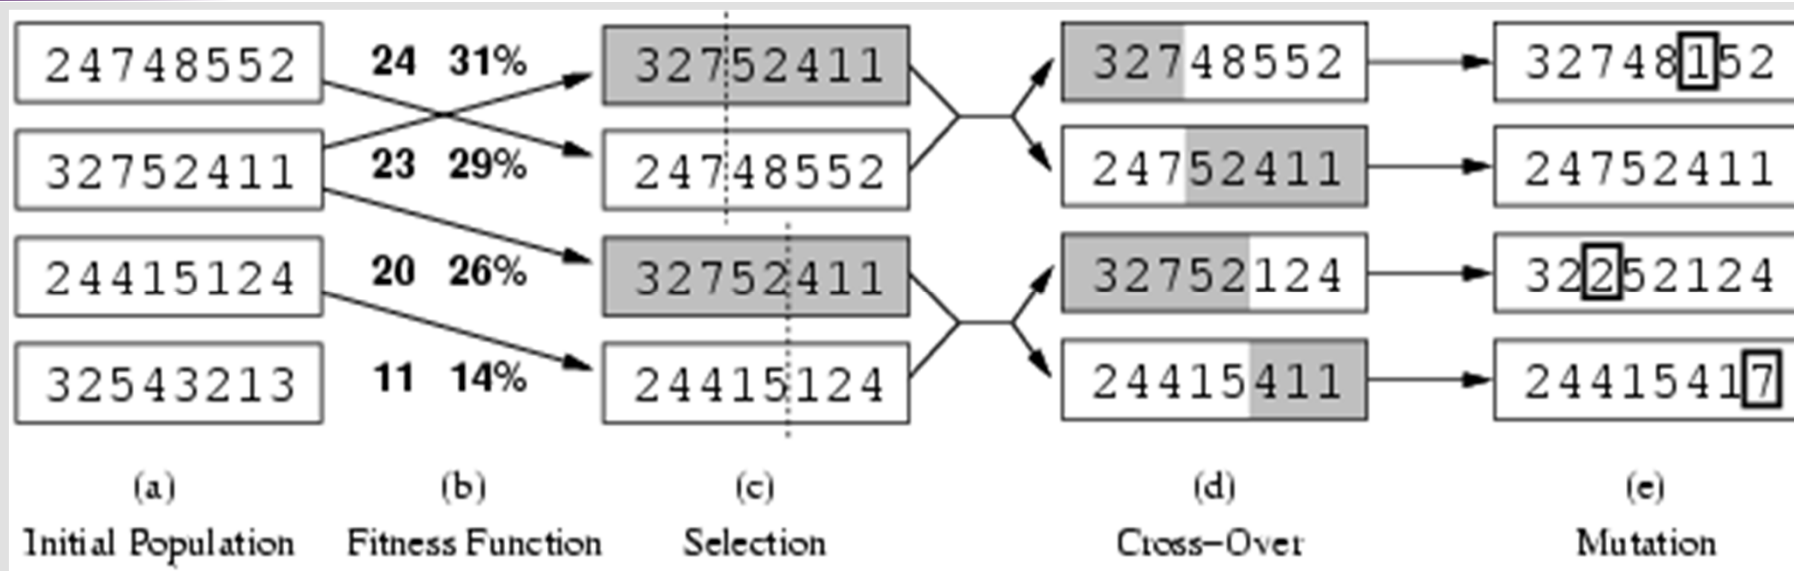 24748552 24 31% 32752411 32748552 32748152
32752411 23 29% 24748552 24752411 24752411
24415124 20 26% 32752411 32752124 32252124
32543213 11 14% 24415124 24415411 24415417
(a) (b) (c) (d) (e)
Initial Population Fitness Function Selection Cross-Over Mutation